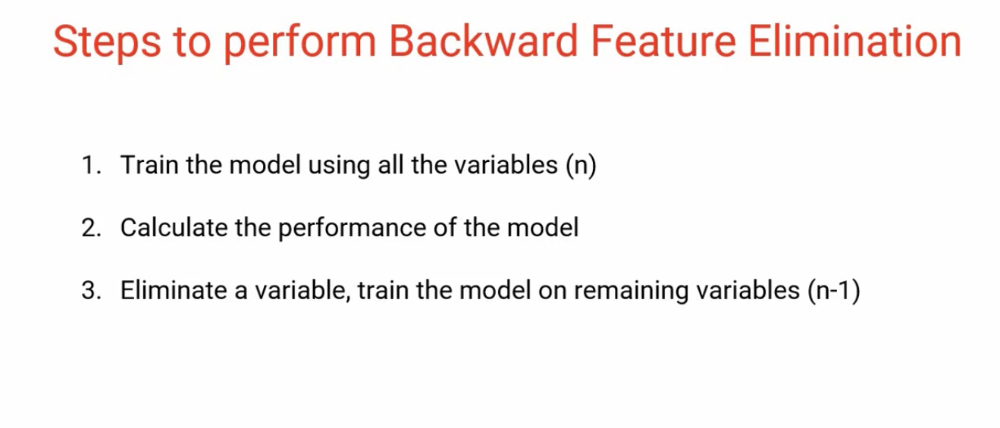 Steps to perform Backward Feature Elimination
1. Train the model using all the variables (n)
2. Calculate the performance of the model
3. Eliminate a variable, train the model on remaining variables (n-1)